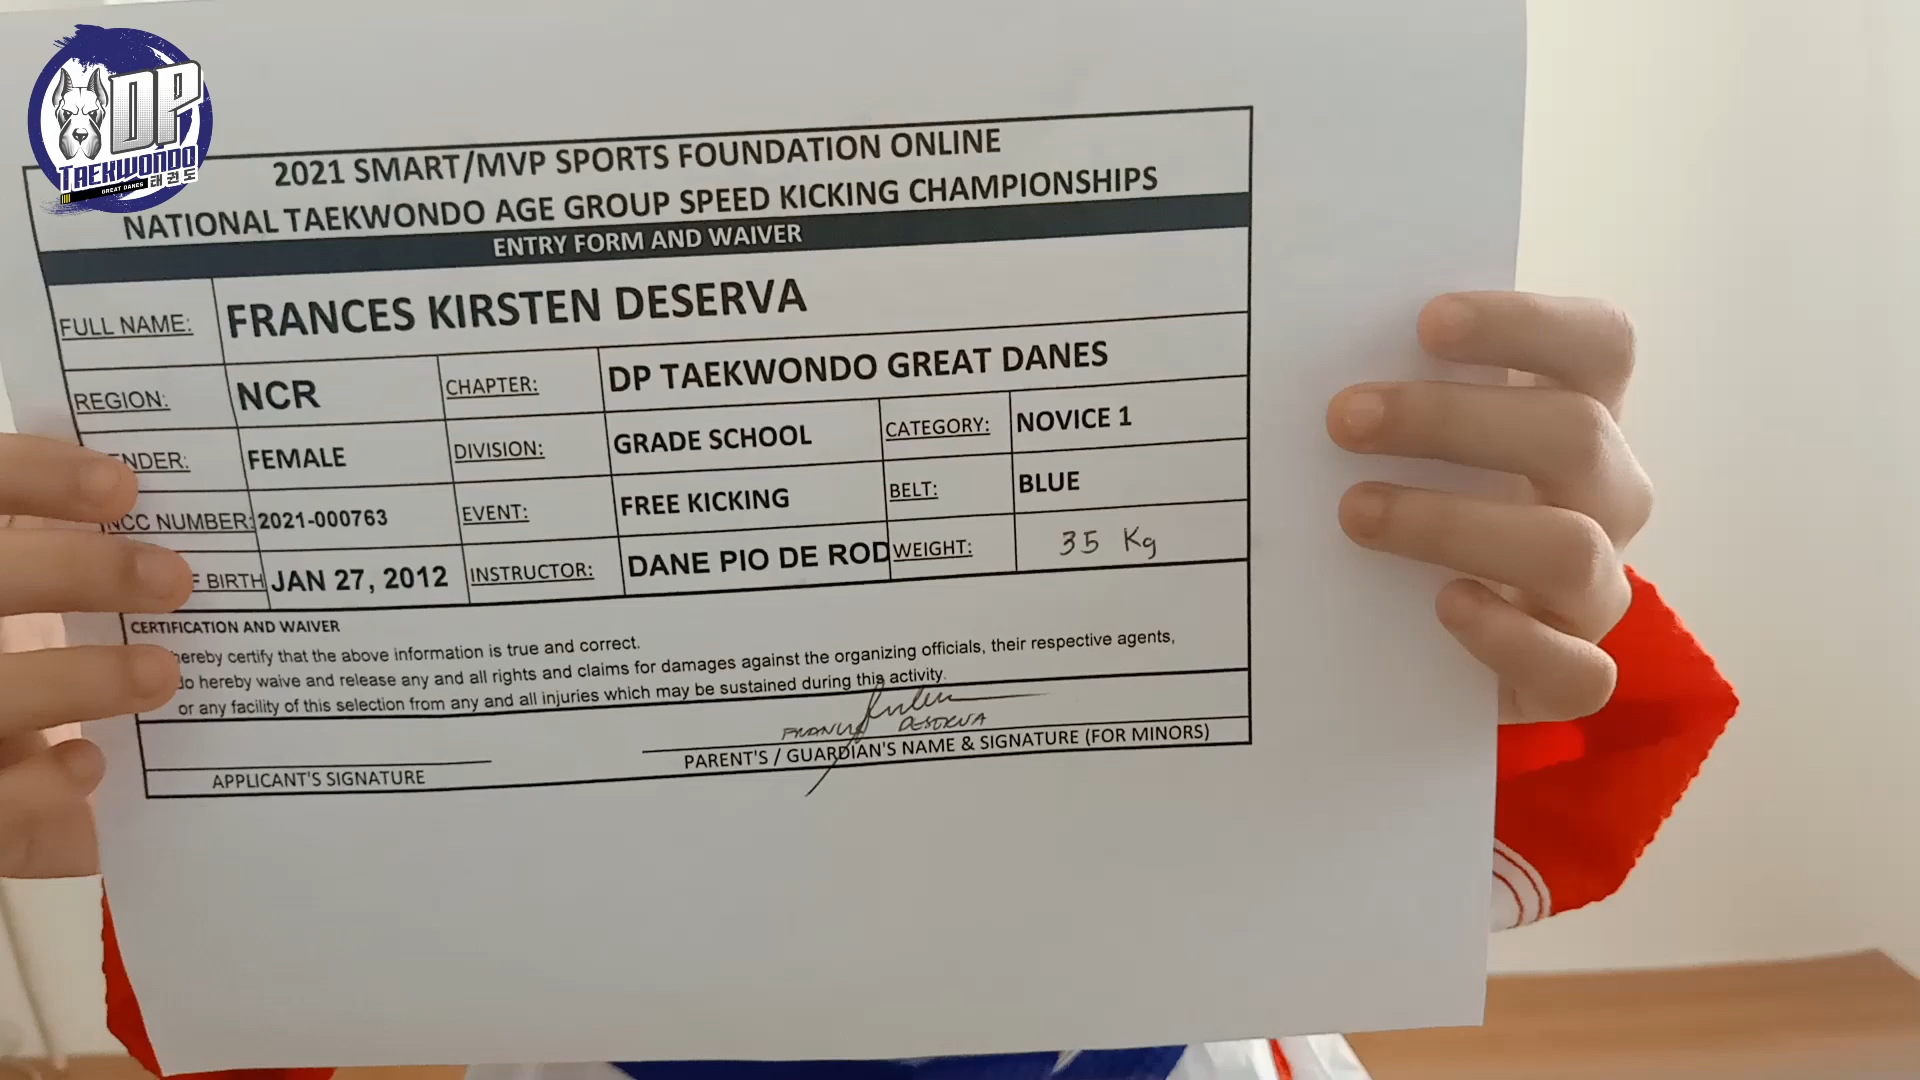 DP
TAEKWONDO
GREAT DANES 태권도
2021 SMART/MVP SPORTS FOUNDATION ONLINE
NATIONAL TAEKWONDO AGE GROUP SPEED KICKING CHAMPIONSHIPS
ENTRY FORM AND WAIVER
FULL NAME: FRANCES KIRSTEN DESERVA
REGION: NCR CHAPTER: DP TAEKWONDO GREAT DANES
NDER: FEMALE DIVISION: GRADE SCHOOL CATEGORY: NOVICE 1
NCC NUMBER: 2021-000763 EVENT: FREE KICKING BELT: BLUE
F BIRTH JAN 27, 2012 INSTRUCTOR: DANE PIO DE ROD WEIGHT: 35 Kg
CERTIFICATION AND WAIVER
hereby certify that the above information is true and correct.
do hereby waive and release any and all rights and claims for damages against the organizing officials, their respective agents,
or any facility of this selection from any and all injuries which may be sustained during this activity.
DESERVA
APPLICANT'S SIGNATURE PARENT'S / GUARDIAN'S NAME & SIGNATURE (FOR MINORS)